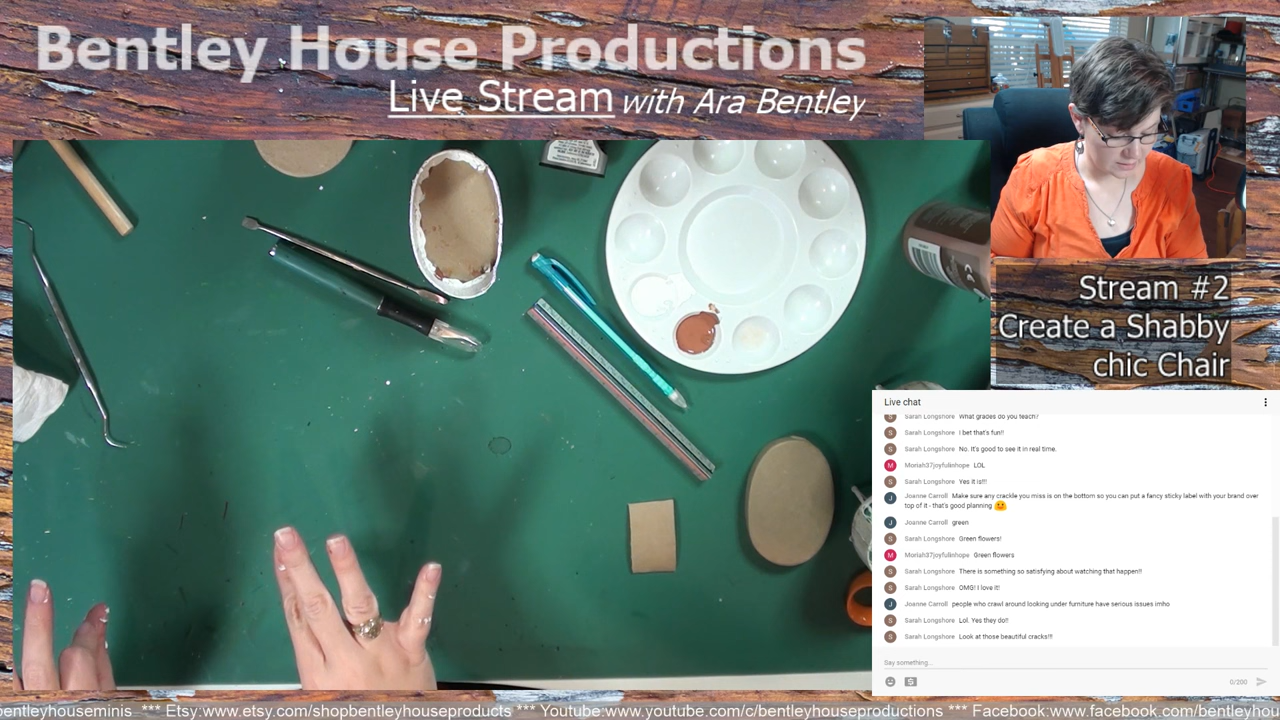 Bentley House Productions
Live Stream with Ara Bentley
Stream #2
Create a Shabby
chic Chair
Live chat
Sarah Longshore What grades do you teach?
Sarah Longshore I bet that's fun!!
Sarah Longshore No. It's good to see it in real time.
M Moriah37joyfulinhope LOL
S Sarah Longshore Yes it is!!!
J Joanne Carroll Make sure any crackle you miss is on the bottom so you can put a fancy sticky label with your brand over
top of it - that's good planning
J Joanne Carroll green
S Sarah Longshore Green flowers!
M Moriah37joyfulinhope Green flowers
S Sarah Longshore There is something so satisfying about watching that happen!!
S Sarah Longshore OMG! I love it!
J Joanne Carroll people who crawl around looking under furniture have serious issues imho
S Sarah Longshore Lol. Yes they do!!
S Sarah Longshore Look at those beautiful cracks!!!
Say something...
0/200
entleyhouseminis *** Etsy:www.etsy.com/shopbentleyhouseproducts *** Youtube:www.youtube.com/c/bentleyhouseproductions *** Facebook:www.facebook.com/bentleyhou